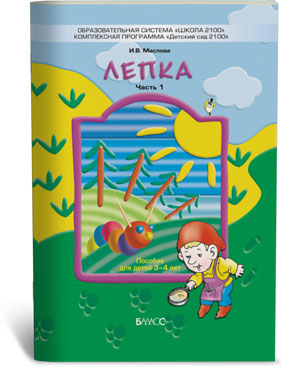 ОБРАЗОВАТЕЛЬНАЯ СИСТЕМА «ШКОЛА 2100»
КОМПЛЕКСНАЯ ПРОГРАММА «Детский сад 2100»
И.В. Маслова
ЛЕПКА
Часть 1
Пособие
для детей 3–4 лет
БАЛАСС